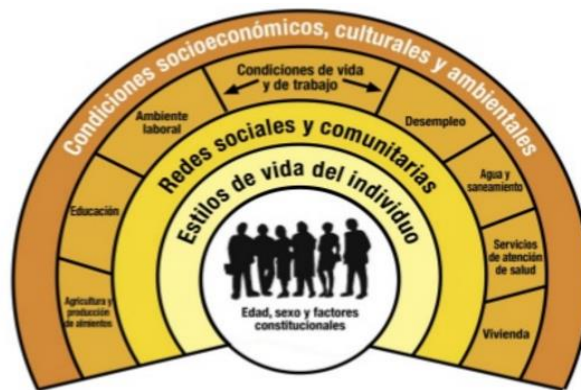 Condiciones socioeconómicos, culturales y ambientales
Condiciones de vida
y de trabajo
Ambiente
laboral
Desempleo
Redes sociales y comunitarias
Agua y
saneamiento
Estilos de vida del individuo
Educación
Servicios
de atención
de salud
Agricultura y
producción
de alimientos
Vivienda
Edad, sexo y factores
constitucionales